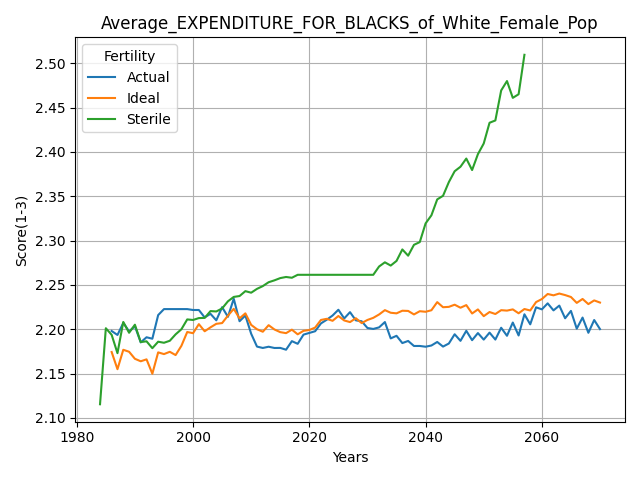 Average_EXPENDITURE_FOR_BLACKS_of_White_Female_Pop
Fertility
Actual
Ideal
Sterile
Score(1-3)
2.50
2.45
2.40
2.35
2.30
2.25
2.20
2.15
2.10
1980 2000 2020 2040 2060
Years